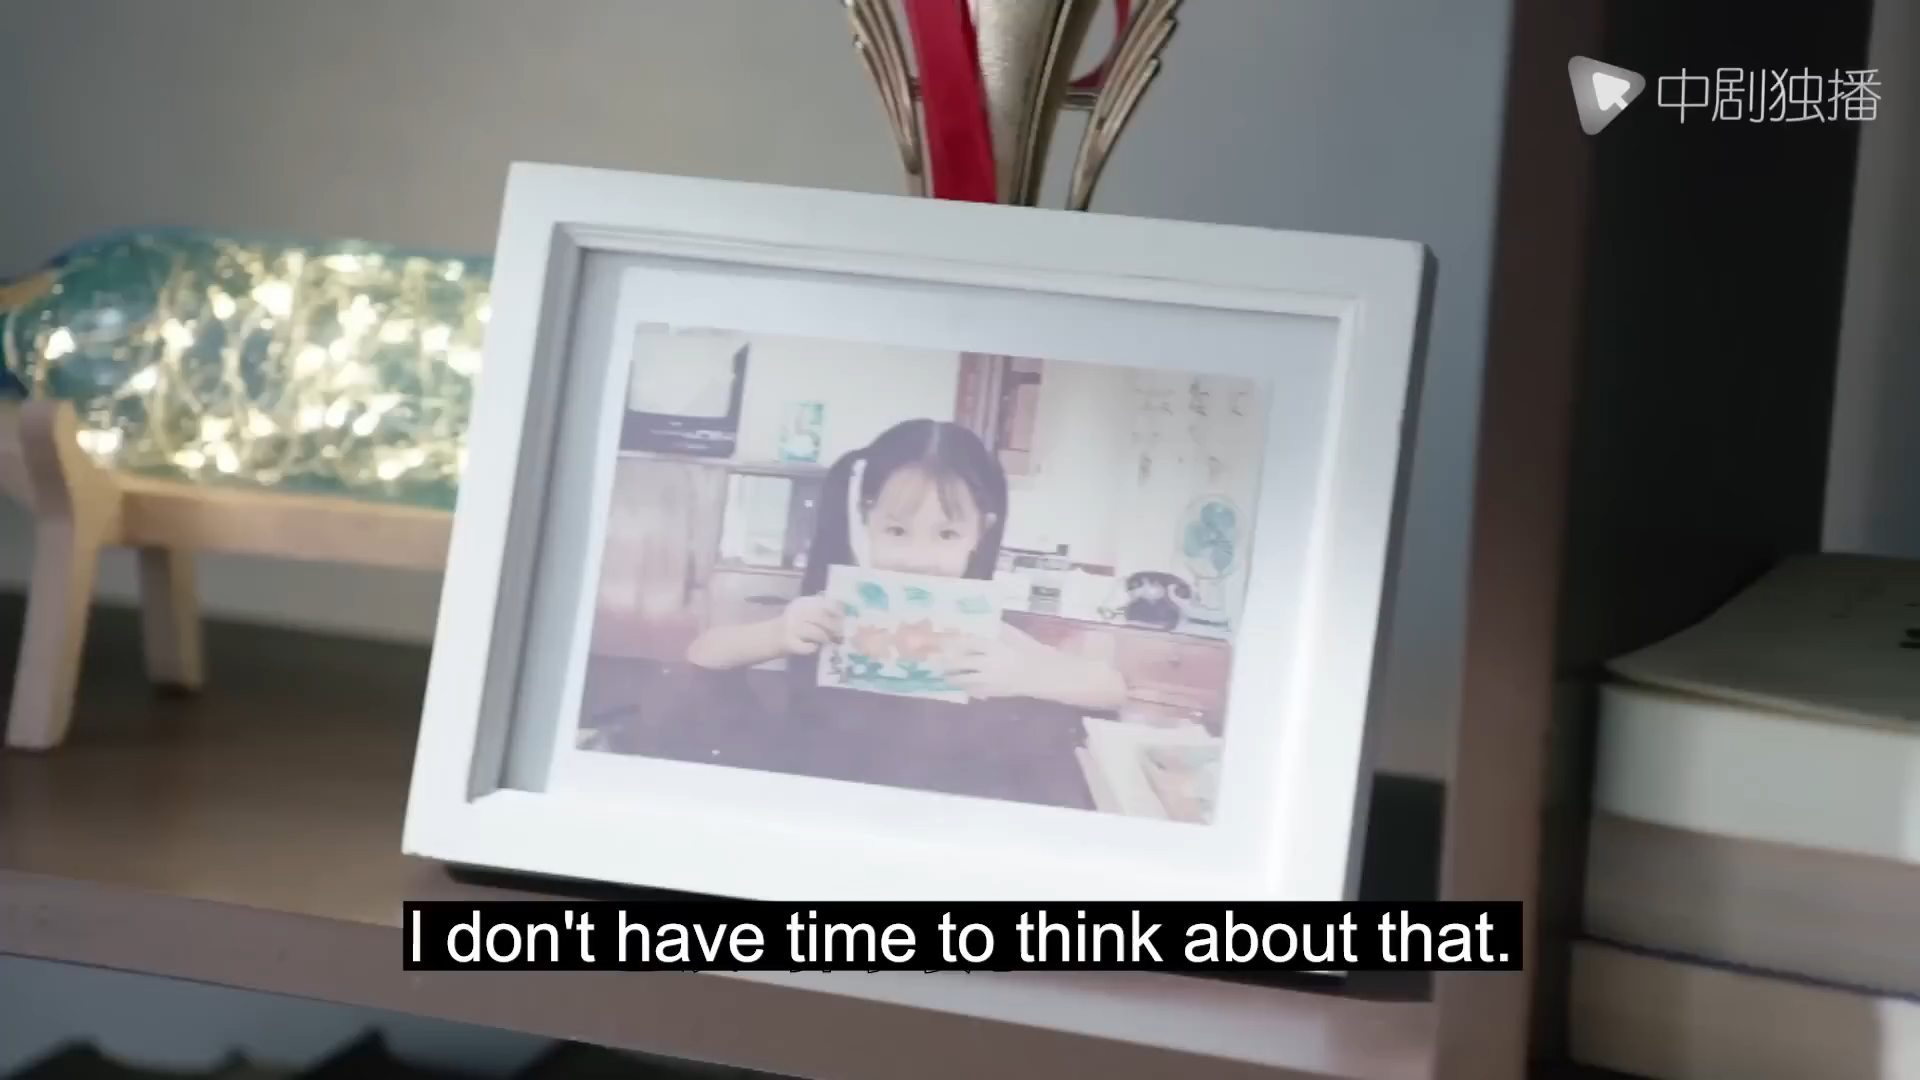 中剧独播
I don't have time to think about that.